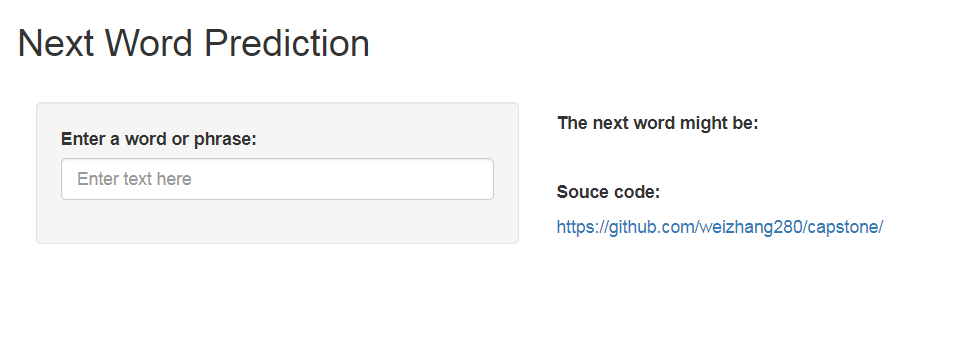 Next Word Prediction
Enter a word or phrase:
Enter text here
The next word might be:
Souce code:
https://github.com/weizhang280/capstone/